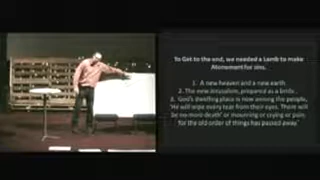 To Get to the end, we needed a Lamb to make
Atonement for sins.
1. A new heaven and a new earth
2. The new Jerusalem, prepared as a bride.
3. God's dwelling place is now among the people,
'He will wipe every tear from their eyes. There will
be no more death' or mourning or crying or pain,
for the old order of things has passed away.'